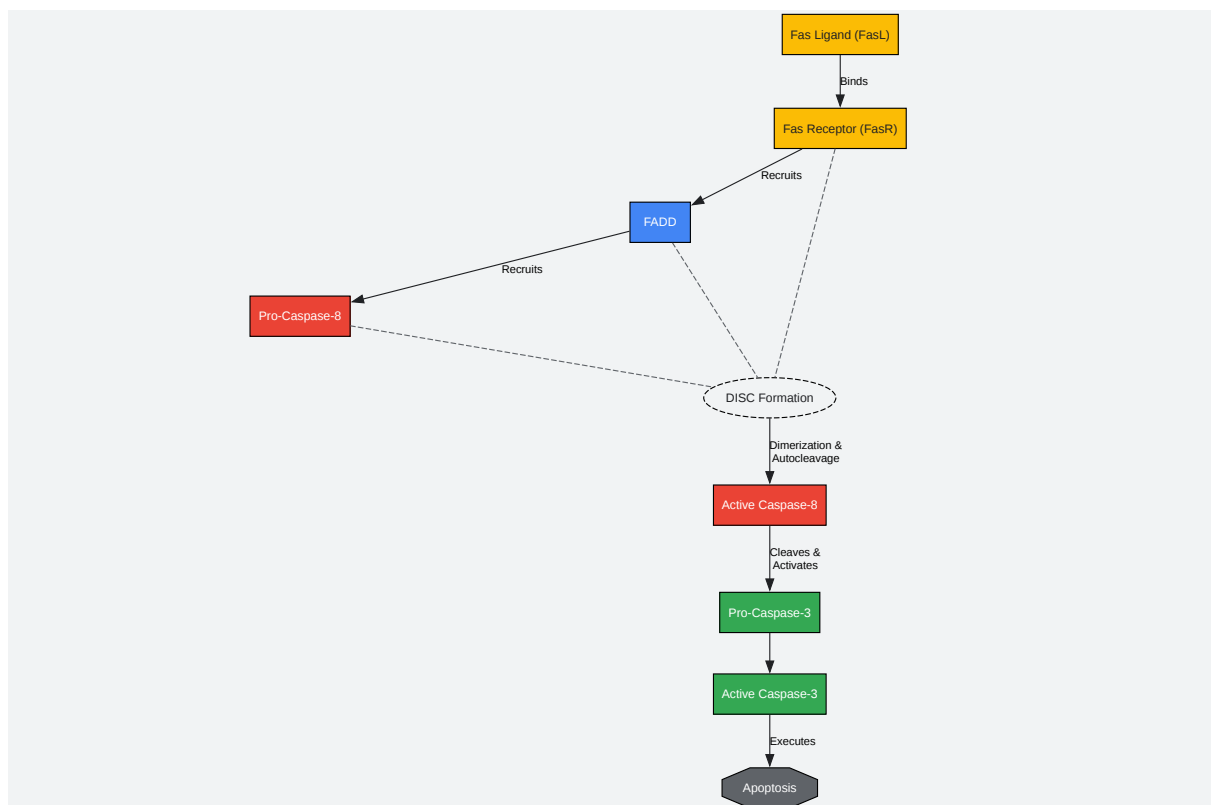 Fas Ligand (FasL)
Binds
Fas Receptor (FasR)
Recruits
FADD
Recruits
Pro-Caspase-8
DISC Formation
Dimerization &
Autocleavage
Active Caspase-8
Cleaves &
Activates
Pro-Caspase-3
Active Caspase-3
Executes
Apoptosis